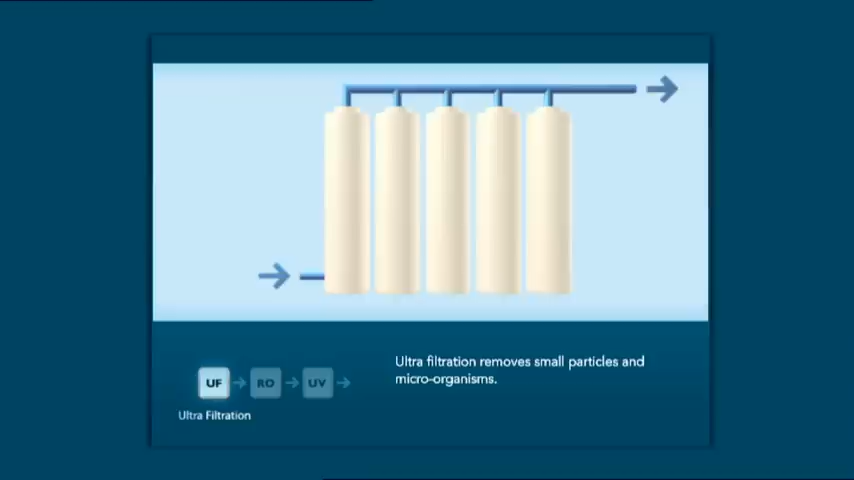 Ultra filtration removes small particles and
micro-organisms.
UF RO UV
Ultra Filtration